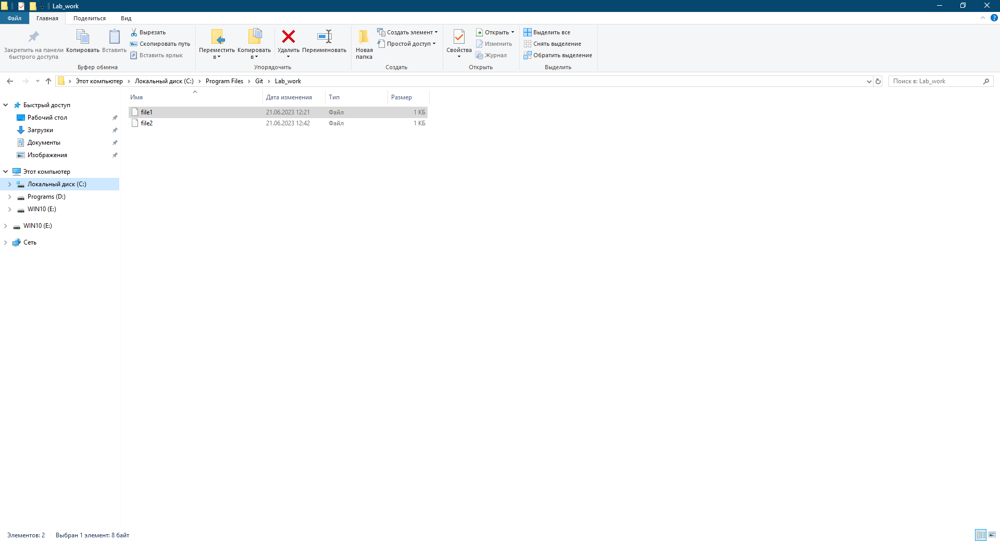 Lab_work
Файл Главная Поделиться Вид
Закрепить на панели быстрого доступа
Копировать
Вставить
Вырезать
Скопировать путь
Вставить ярлык
Буфер обмена
Переместить в
Копировать в
Удалить
Переименовать
Упорядочить
Новая папка
Создать элемент
Простой доступ
Создать
Свойства
Открыть
Изменить
Журнал
Открыть
Выделить все
Снять выделение
Обратить выделение
Выделить
Этот компьютер › Локальный диск (C:) › Program Files › Git › Lab_work
Поиск в: Lab_work
Быстрый доступ
Рабочий стол
Загрузки
Документы
Изображения
Этот компьютер
Локальный диск (C:)
Programs (D:)
WIN10 (E:)
WIN10 (E:)
Сеть
Имя Дата изменения Тип Размер
file1 21.06.2023 12:21 Файл 1 КБ
file2 21.06.2023 12:42 Файл 1 КБ
Элементов: 2 Выбран 1 элемент: 8 байт